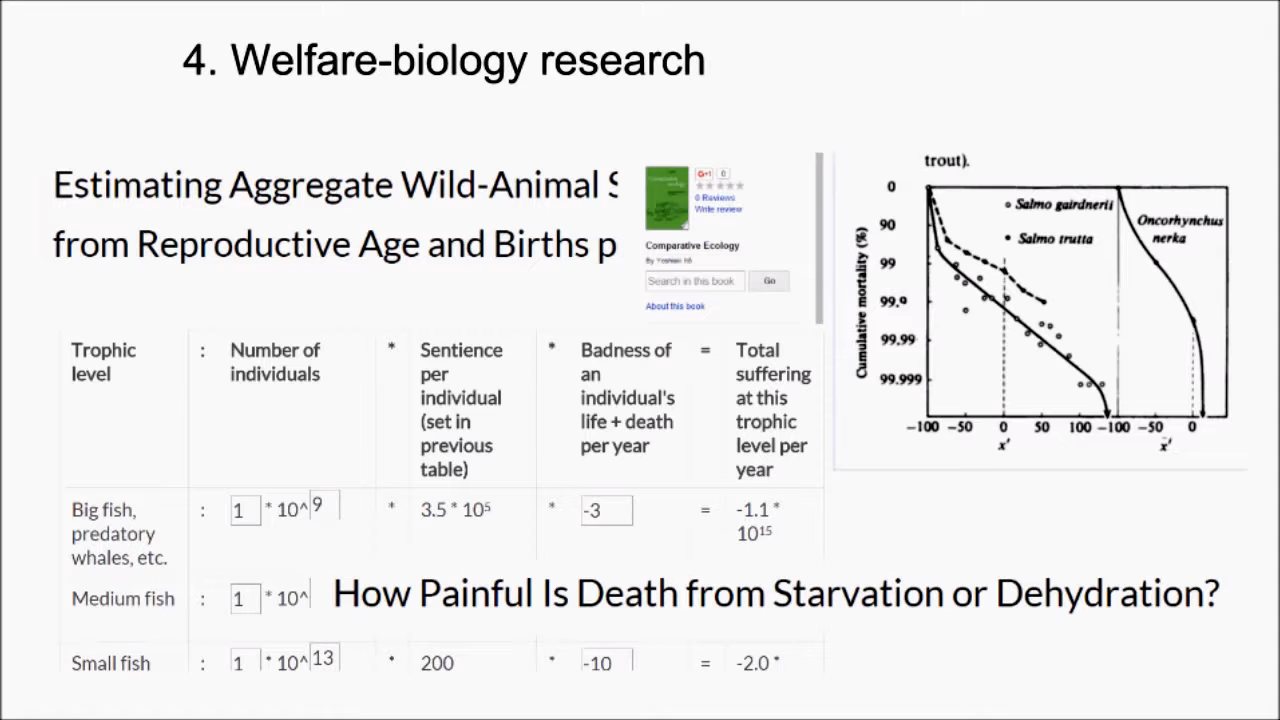 4. Welfare-biology research
Estimating Aggregate Wild-Animal S
from Reproductive Age and Births p
G+1 0
0 Reviews
Write review
Comparative Ecology
By Yosiaki Itô
Search in this book Go
About this book
trout).
Cumulative mortality (%)
0
90
99
99.9
99.99
99.999
Salmo gairdnerii
Salmo trutta
Oncorhynchus
nerka
-100 -50 0 50 100 -100 -50 0
x' x'
Trophic
level
:
Number of
individuals
*
Sentience
per
individual
(set in
previous
table)
*
Badness of
an
individual's
life + death
per year
=
Total
suffering
at this
trophic
level per
year
Big fish,
predatory
whales, etc.
: 1 * 10^ 9 * 3.5 * 10⁵ * -3 = -1.1 *
10¹⁵
Medium fish : 1 * 10^
How Painful Is Death from Starvation or Dehydration?
Small fish : 1 * 10^ 13 * 200 * -10 = -2.0 *